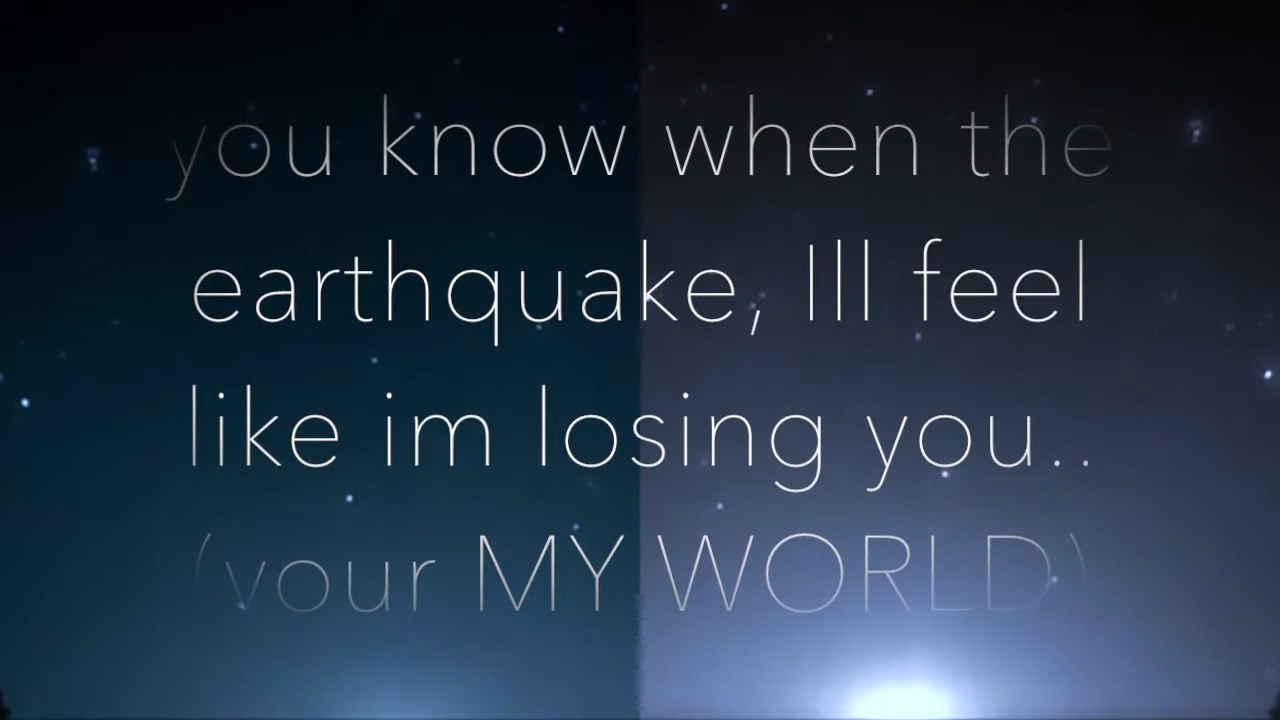 you know when the
earthquake, Ill feel
like im losing you..
(your MY WORLD)